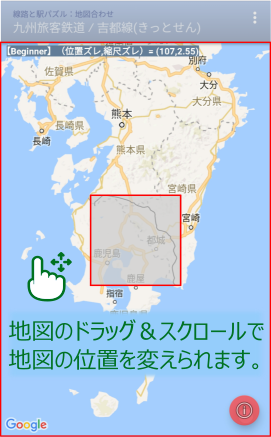 線路と駅パズル：地図合わせ
九州旅客鉄道 / 吉都線(きっとせん)
【Beginner】（位置ズレ,縮尺ズレ）= (107,2.55)
別府
佐賀県
大分
大分県
長崎
長崎県
熊本
熊本県
宮崎県
宮崎
鹿児島
都城
鹿屋
指宿
地図のドラッグ＆スクロールで
地図の位置を変えられます。
Google